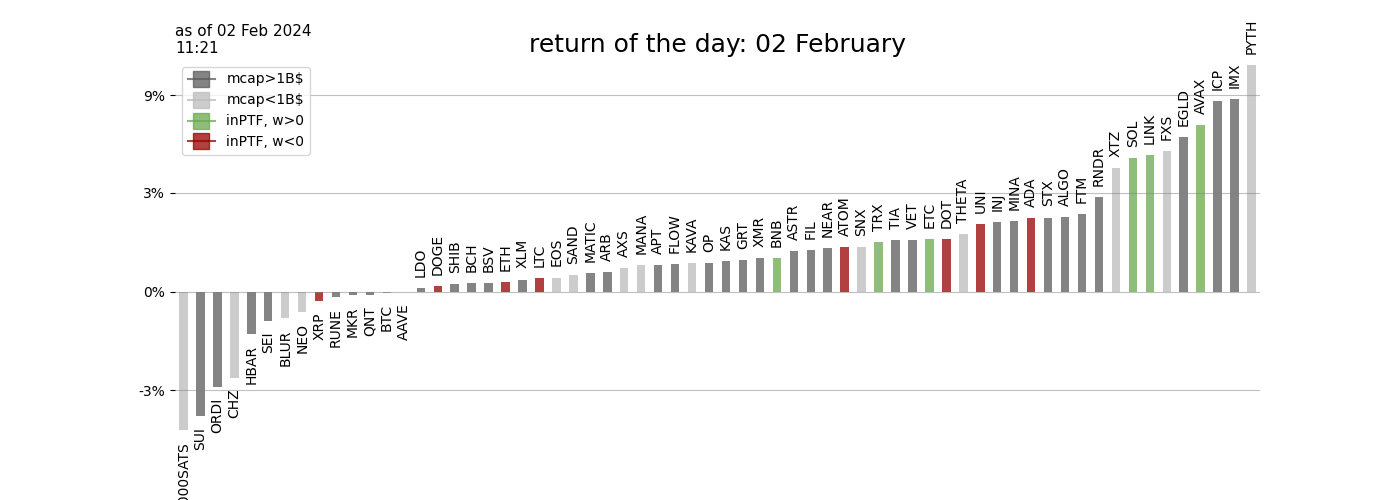 as of 02 Feb 2024
11:21
return of the day: 02 February
mcap>1B$
mcap<1B$
inPTF, w>0
inPTF, w<0
9%
3%
0%
-3%
000SATS
SUI
ORDI
CHZ
HBAR
SEI
BLUR
NEO
XRP
RUNE
MKR
QNT
BTC
AAVE
LDO
DOGE
SHIB
BCH
BSV
ETH
XLM
LTC
EOS
SAND
MATIC
ARB
AXS
MANA
APT
FLOW
KAVA
OP
KAS
GRT
XMR
BNB
ASTR
FIL
NEAR
ATOM
SNX
TRX
TIA
VET
ETC
DOT
THETA
UNI
INJ
MINA
ADA
STX
ALGO
FTM
RNDR
XTZ
SOL
LINK
FXS
EGLD
AVAX
ICP
IMX
PYTH